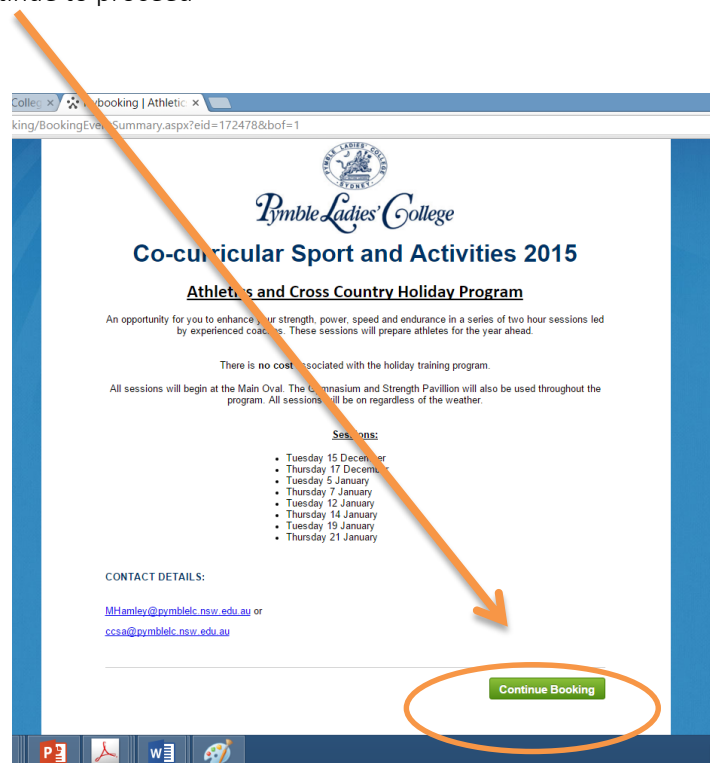 to proceed
Colleg × mybooking | Athletic ×
king/BookingEventSummary.aspx?eid=172478&bof=1
PYMBLE LADIES' COLLEGE
·SYDNEY·
Pymble Ladies' College
Co-curricular Sport and Activities 2015
Athletics and Cross Country Holiday Program
An opportunity for you to enhance your strength, power, speed and endurance in a series of two hour sessions led
by experienced coaches. These sessions will prepare athletes for the year ahead.
There is no cost associated with the holiday training program.
All sessions will begin at the Main Oval. The Gymnasium and Strength Pavillion will also be used throughout the
program. All sessions will be on regardless of the weather.
Sessions:
• Tuesday 15 December
• Thursday 17 December
• Tuesday 5 January
• Thursday 7 January
• Tuesday 12 January
• Thursday 14 January
• Tuesday 19 January
• Thursday 21 January
CONTACT DETAILS:
MHamley@pymblelc.nsw.edu.au or
ccsa@pymblelc.nsw.edu.au
Continue Booking